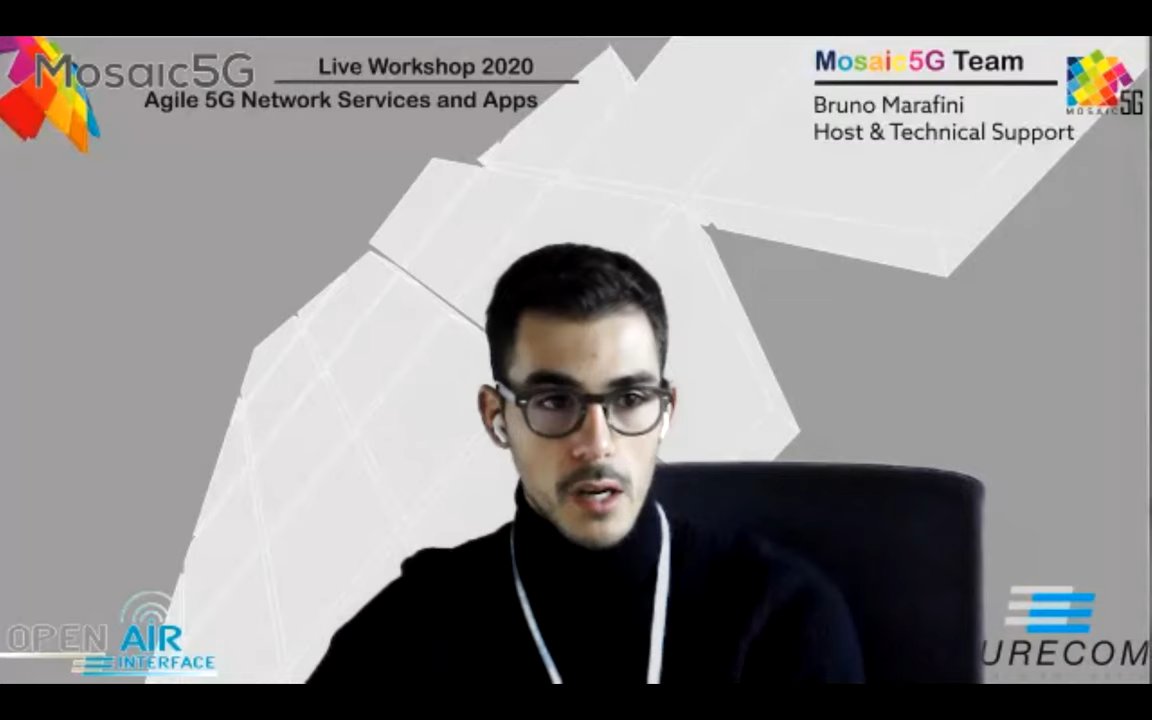 Mosaic5G
Live Workshop 2020
Agile 5G Network Services and Apps
Mosaic5G Team
Bruno Marafini
Host & Technical Support
MOSAIC5G
OPEN AIR
INTERFACE
URECOM